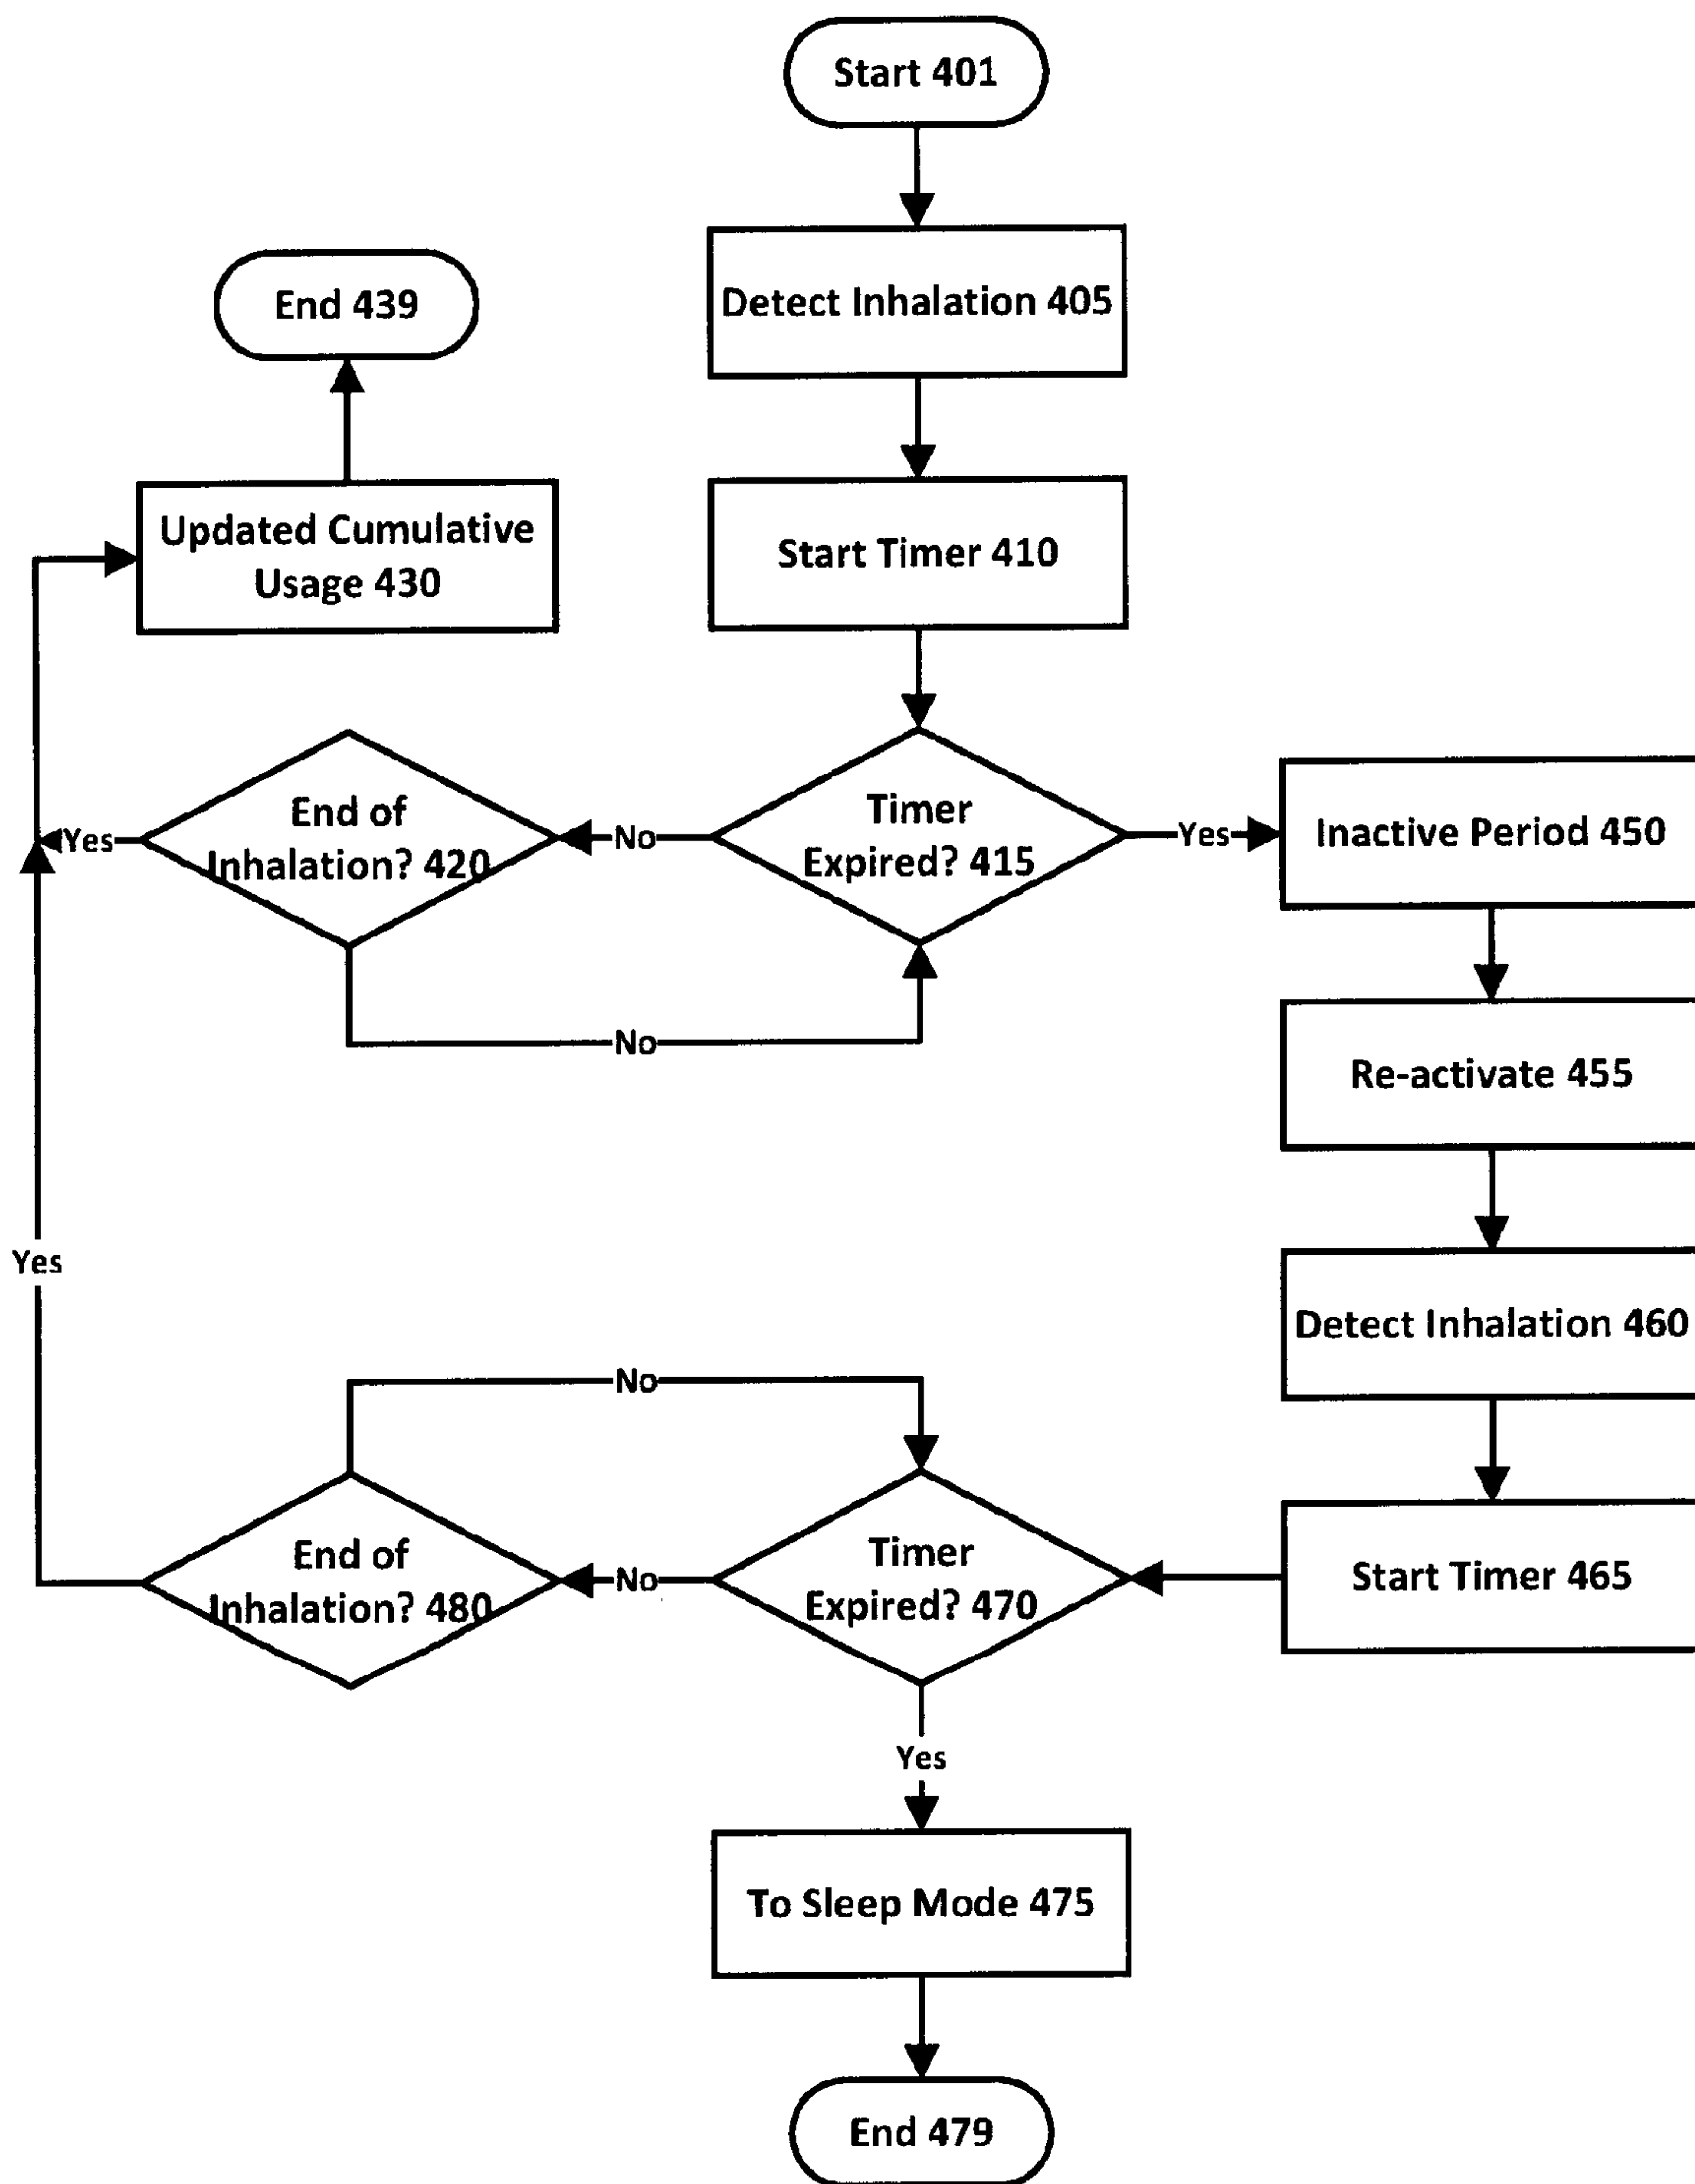 Start 401
Detect Inhalation 405
End 439
Updated Cumulative
Usage 430
Start Timer 410
End of
Inhalation? 420
Timer
Expired? 415
Inactive Period 450
Yes
No
Yes
No
Re-activate 455
Yes
Detect Inhalation 460
No
End of
Inhalation? 480
No
Timer
Expired? 470
Start Timer 465
Yes
To Sleep Mode 475
End 479